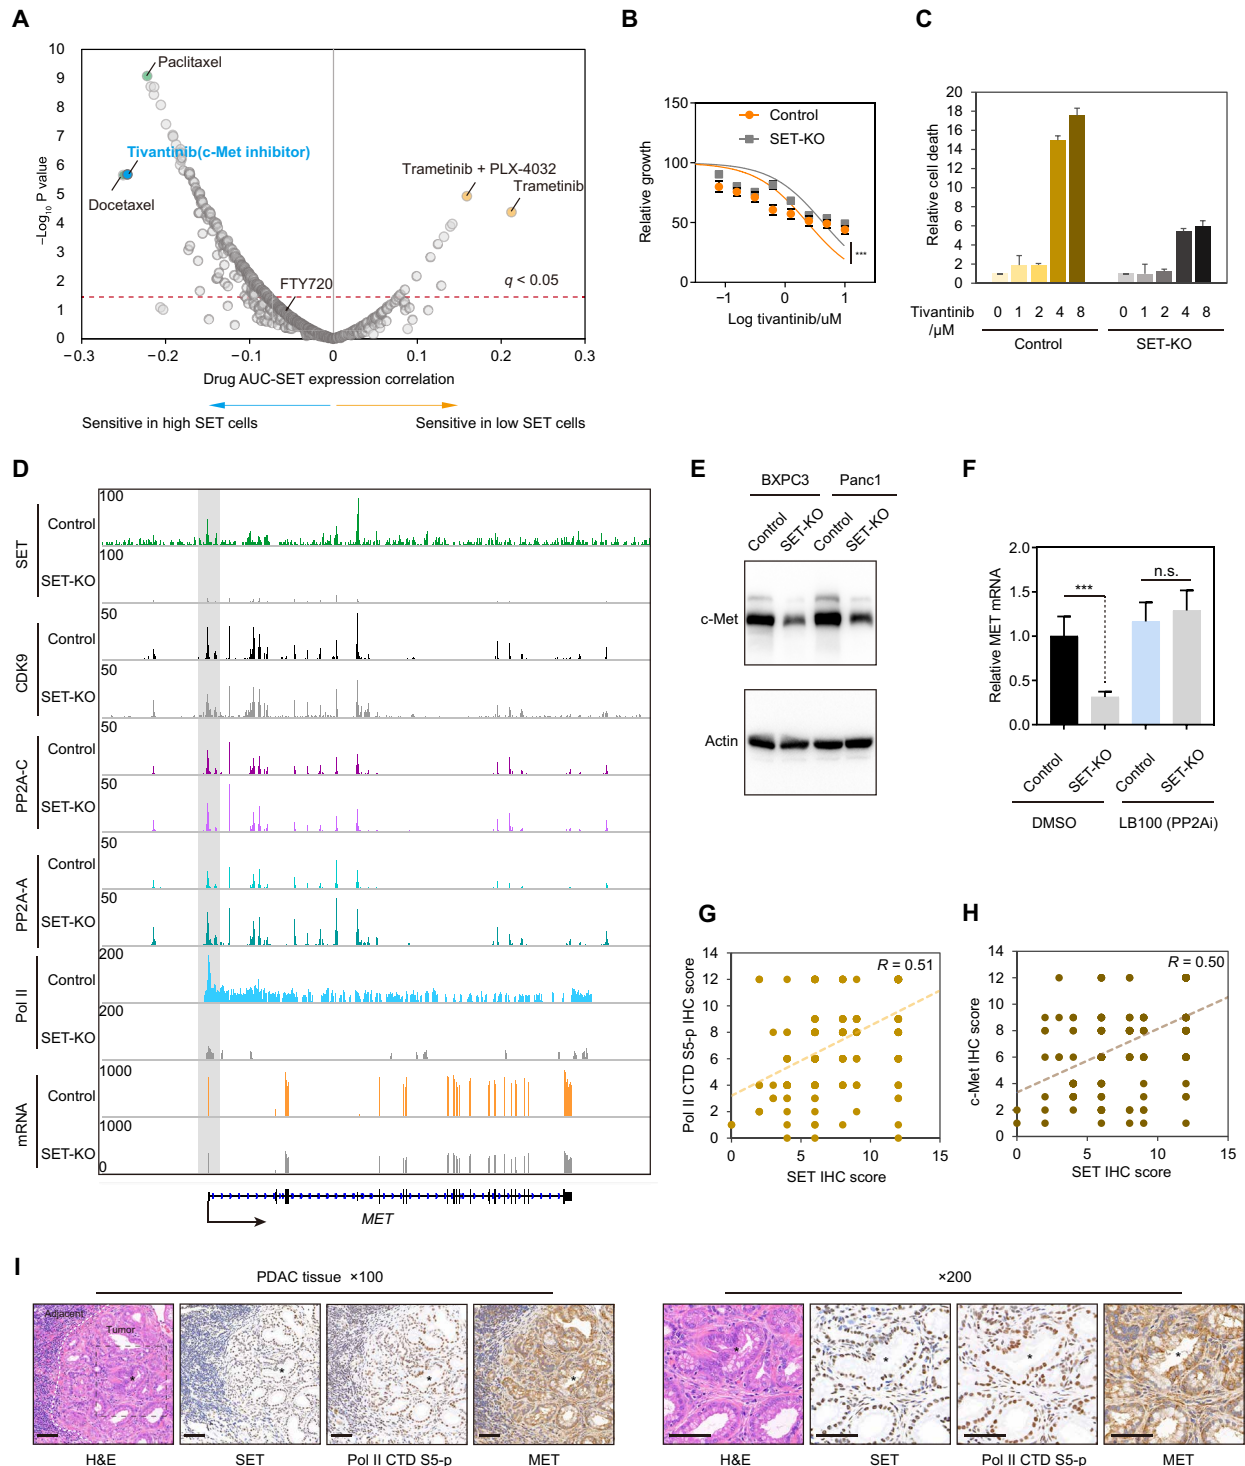 A
10
9
8
7
6
5
4
3
2
1
0
−Log10 P value
Paclitaxel
Tivantinib(c-Met inhibitor)
Docetaxel
Trametinib + PLX-4032
Trametinib
FTY720
q < 0.05
−0.3 −0.2 −0.1 0 0.1 0.2 0.3
Drug AUC-SET expression correlation
Sensitive in high SET cells
Sensitive in low SET cells
B
150
100
50
0
Relative growth
Control
SET-KO
***
−1 0 1
Log tivantinib/uM
C
20
18
16
14
12
10
8
6
4
2
0
Relative cell death
Tivantinib
/µM
0 1 2 4 8 0 1 2 4 8
Control SET-KO
D
SET
Control
100
SET-KO
100
CDK9
Control
50
SET-KO
50
PP2A-C
Control
50
SET-KO
50
PP2A-A
Control
50
SET-KO
50
Pol II
Control
200
SET-KO
200
mRNA
Control
1000
SET-KO
1000
0
MET
E
BXPC3 Panc1
Control SET-KO Control SET-KO
c-Met
Actin
F
2.0
1.5
1.0
0.5
0.0
Relative MET mRNA
***
n.s.
Control SET-KO Control SET-KO
DMSO LB100 (PP2Ai)
G
14
12
10
8
6
4
2
0
Pol II CTD S5-p IHC score
R = 0.51
0 5 10 15
SET IHC score
H
14
12
10
8
6
4
2
0
c-Met IHC score
R = 0.50
0 5 10 15
SET IHC score
I
PDAC tissue ×100
×200
Adjacent
Tumor
*
*
*
*
*
*
*
*
H&E SET Pol II CTD S5-p MET
H&E SET Pol II CTD S5-p MET